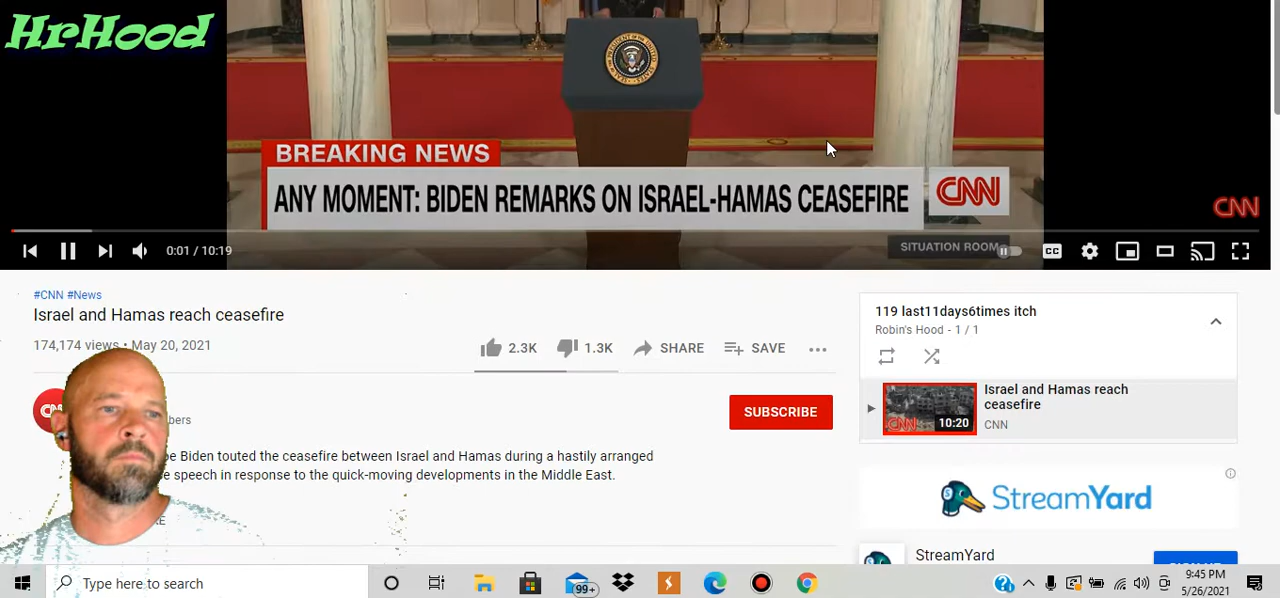 HrHood
BREAKING NEWS
ANY MOMENT: BIDEN REMARKS ON ISRAEL-HAMAS CEASEFIRE
CNN
CNN
SITUATION ROOM
0:01 / 10:19
CC
#CNN #News
Israel and Hamas reach ceasefire
174,174 views • May 20, 2021
2.3K
1.3K
SHARE
SAVE
SUBSCRIBE
Biden touted the ceasefire between Israel and Hamas during a hastily arranged
speech in response to the quick-moving developments in the Middle East.
119 last11days6times itch
Robin's Hood - 1 / 1
Israel and Hamas reach
ceasefire
CNN
10:20
CNN
StreamYard
StreamYard
Type here to search
99+
9:45 PM
5/26/2021